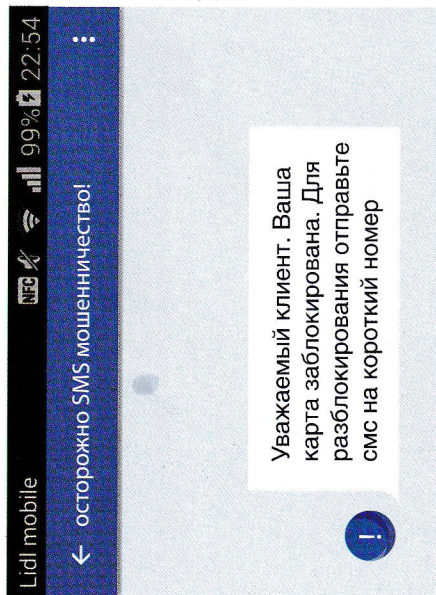 Lidl mobile NFC 99% 22:54
← осторожно SMS мошенничество!
Уважаемый клиент. Ваша
карта заблокирована. Для
разблокирования отправьте
смс на короткий номер
!